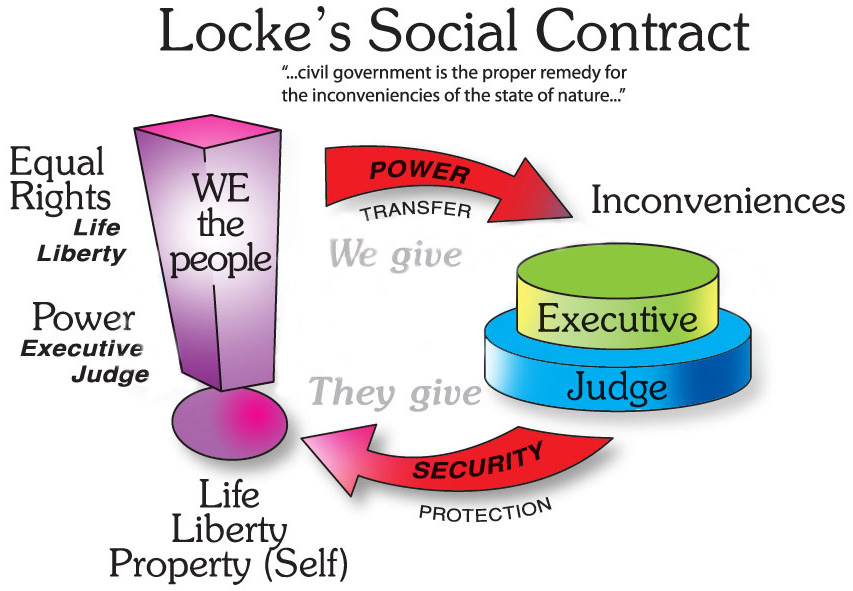 Locke's Social Contract
“...civil government is the proper remedy for
the inconveniencies of the state of nature...”
Equal
Rights
Life
Liberty
Power
Executive
Judge
WE
the
people
POWER
TRANSFER
We give
Inconveniences
Executive
Judge
They give
SECURITY
PROTECTION
Life
Liberty
Property (Self)